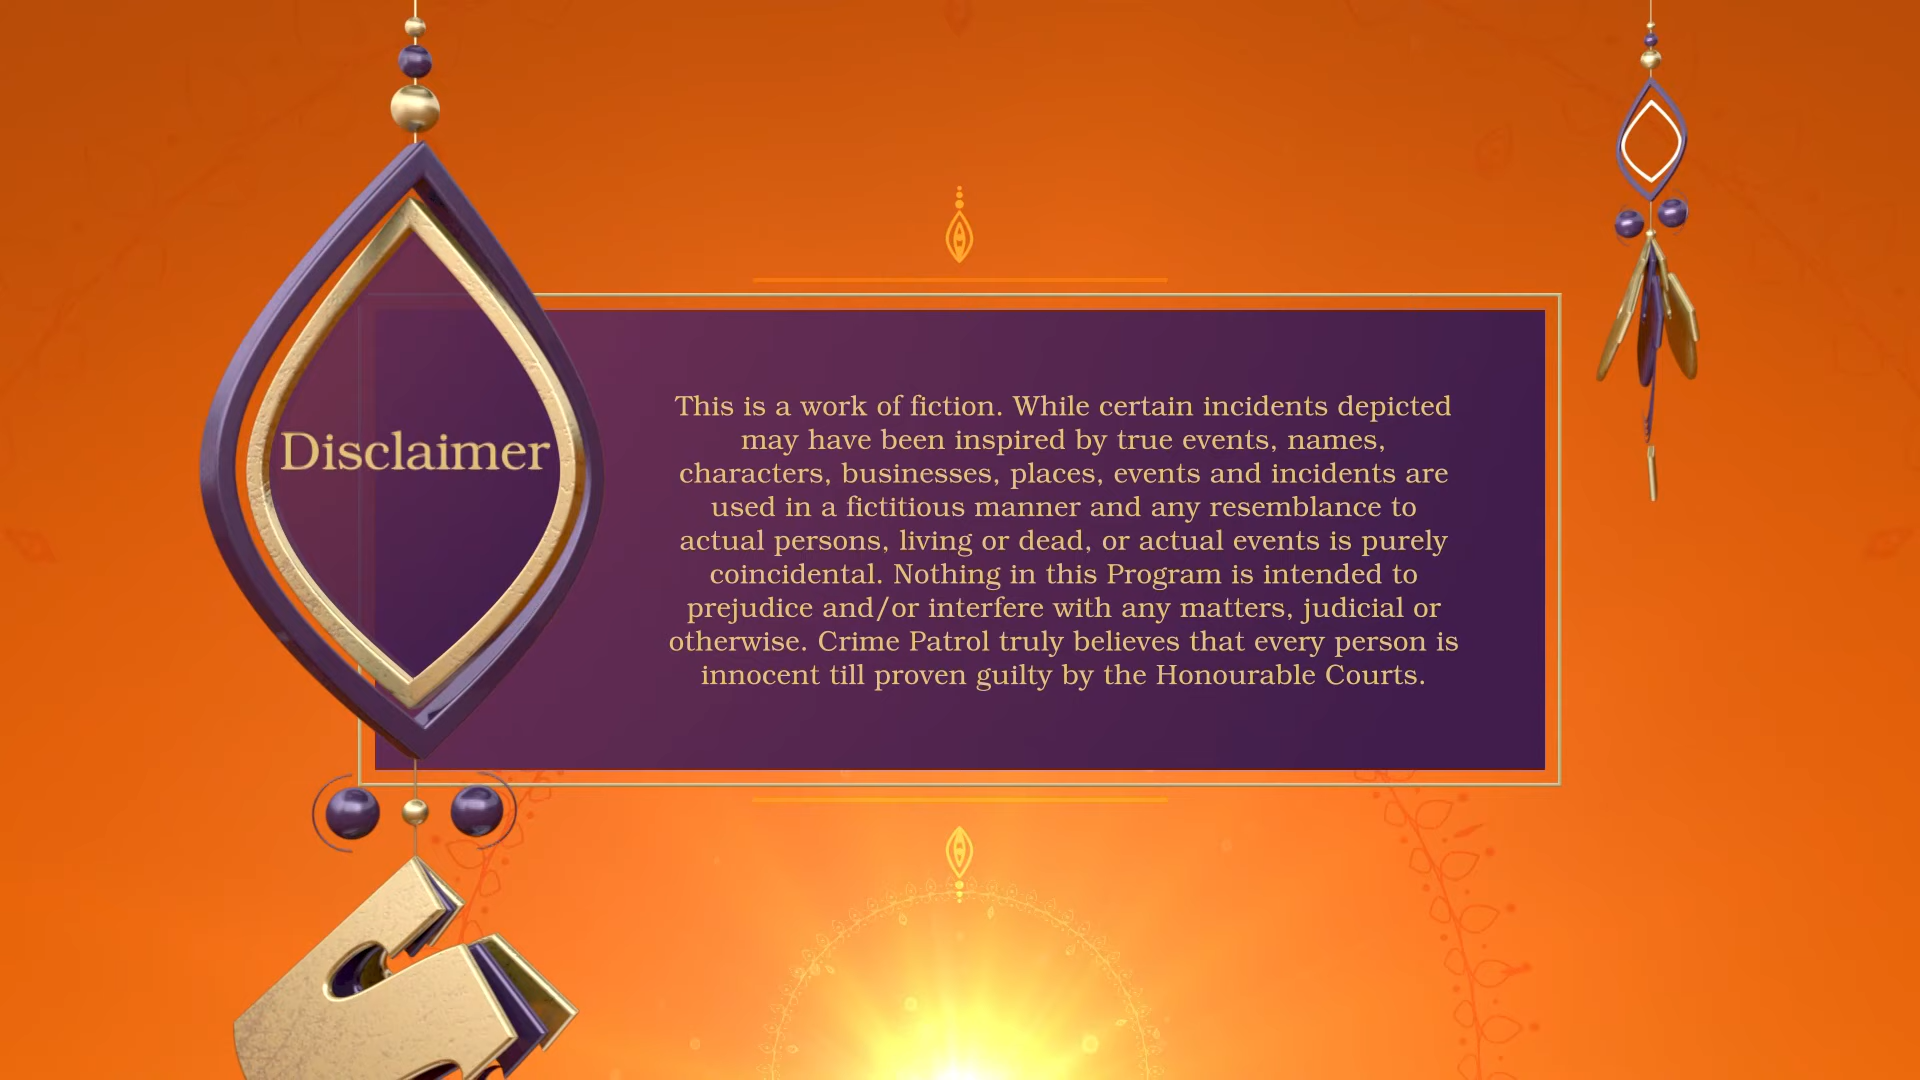 Disclaimer
This is a work of fiction. While certain incidents depicted
may have been inspired by true events, names,
characters, businesses, places, events and incidents are
used in a fictitious manner and any resemblance to
actual persons, living or dead, or actual events is purely
coincidental. Nothing in this Program is intended to
prejudice and/or interfere with any matters, judicial or
otherwise. Crime Patrol truly believes that every person is
innocent till proven guilty by the Honourable Courts.